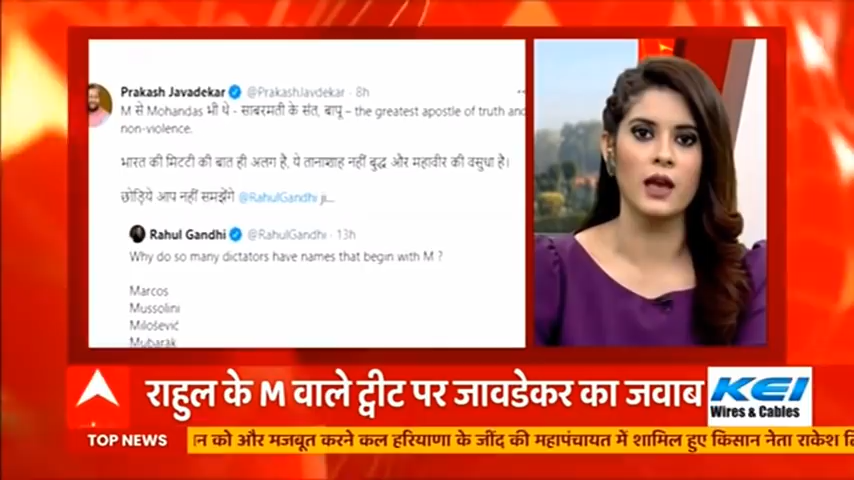 Prakash Javadekar @PrakashJavdekar · 8h
M से Mohandas भी थे - साबरमती के संत, बापू – the greatest apostle of truth and
non-violence.
भारत की मिटटी की बात ही अलग है, ये तानाशाह नहीं बुद्ध और महावीर की वसुधा है।
छोड़िये आप नहीं समझेंगे @RahulGandhi ji...
Rahul Gandhi @RahulGandhi · 13h
Why do so many dictators have names that begin with M ?
Marcos
Mussolini
Milošević
Mubarak
राहुल के M वाले ट्वीट पर जावडेकर का जवाब
KEI
Wires & Cables
TOP NEWS
को और मजबूत करने कल हरियाणा के जींद की महापंचायत में शामिल हुए किसान नेता राकेश